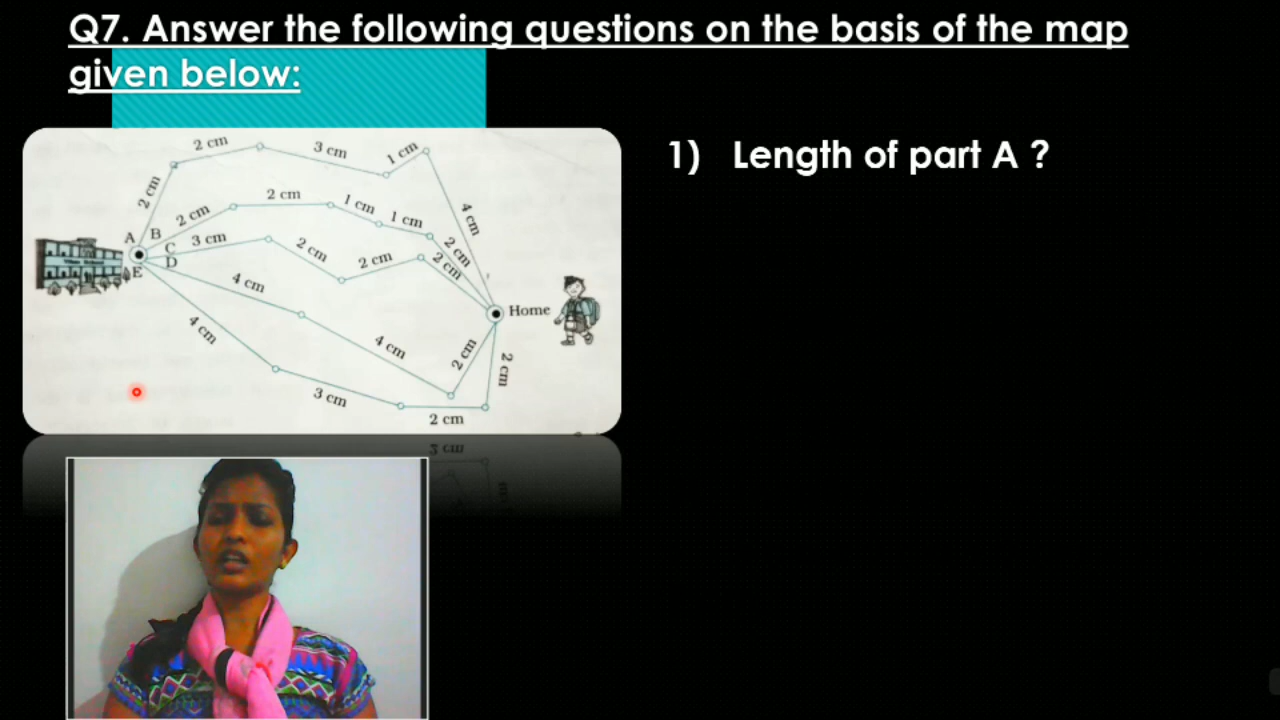 Q7. Answer the following questions on the basis of the map
given below:
1) Length of part A ?
2 cm
3 cm
1 cm
2 cm
4 cm
2 cm
2 cm
1 cm
1 cm
2 cm
A
B
C
D
E
3 cm
2 cm
2 cm
2 cm
4 cm
4 cm
2 cm
Home
4 cm
3 cm
2 cm
2 cm